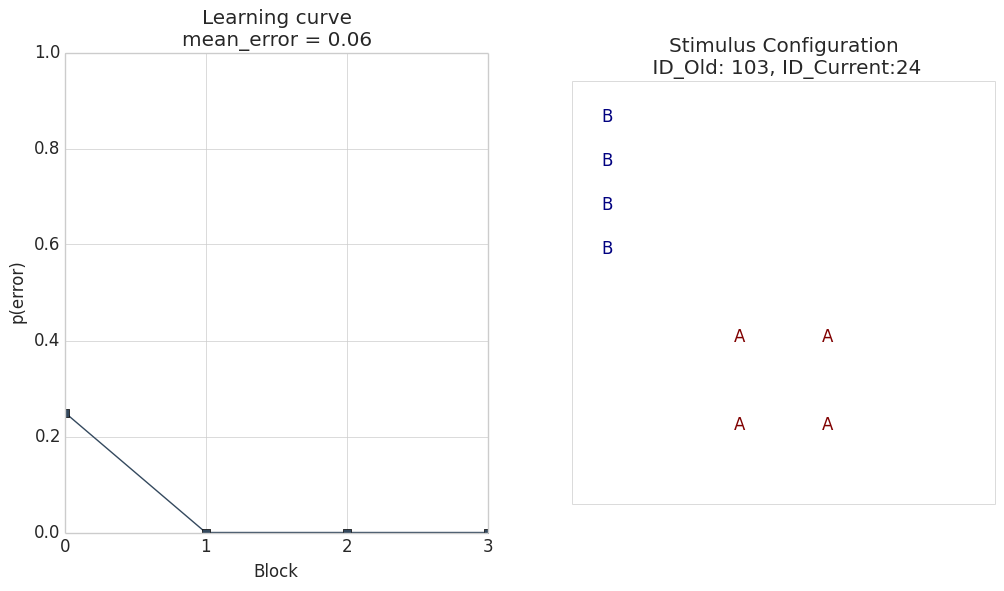 Learning curve
mean_error = 0.06
1.0
0.8
0.6
0.4
0.2
0.0
p(error)
0 1 2 3
Block
Stimulus Configuration
ID_Old: 103, ID_Current:24
B
B
B
B
A A
A A